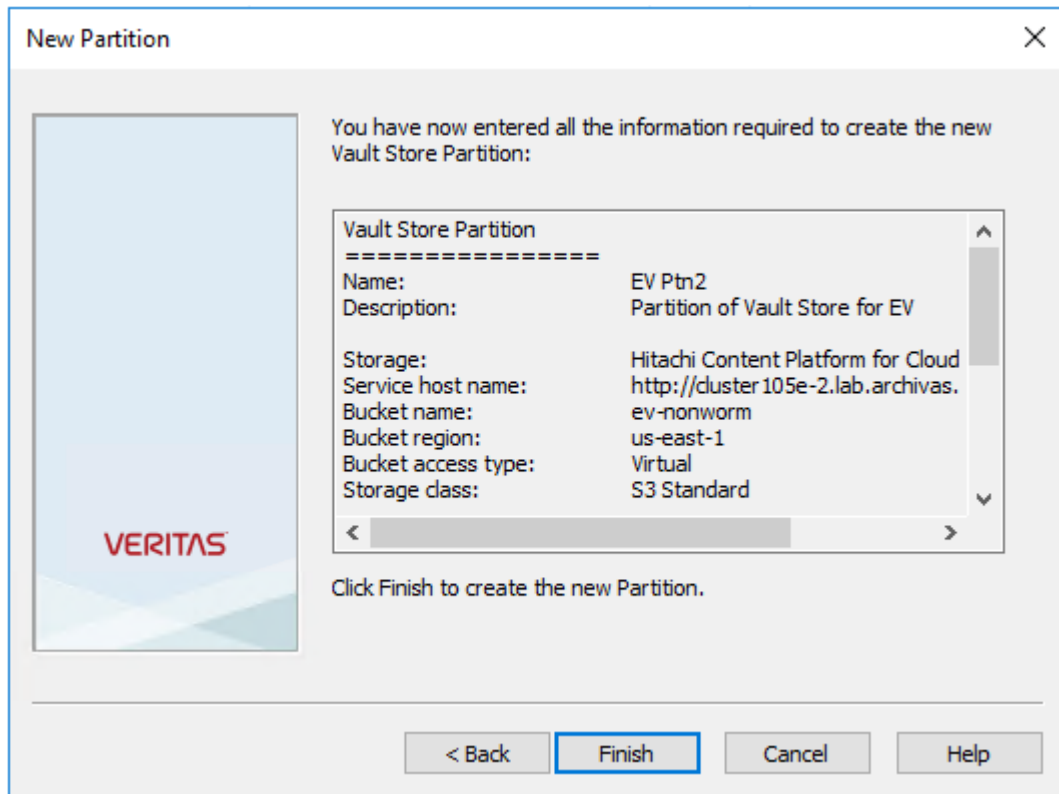 New Partition
You have now entered all the information required to create the new
Vault Store Partition:
Vault Store Partition
================
Name: EV Ptn2
Description: Partition of Vault Store for EV
Storage: Hitachi Content Platform for Cloud
Service host name: http://cluster105e-2.lab.archivas.
Bucket name: ev-nonworm
Bucket region: us-east-1
Bucket access type: Virtual
Storage class: S3 Standard
VERITAS
Click Finish to create the new Partition.
< Back Finish Cancel Help